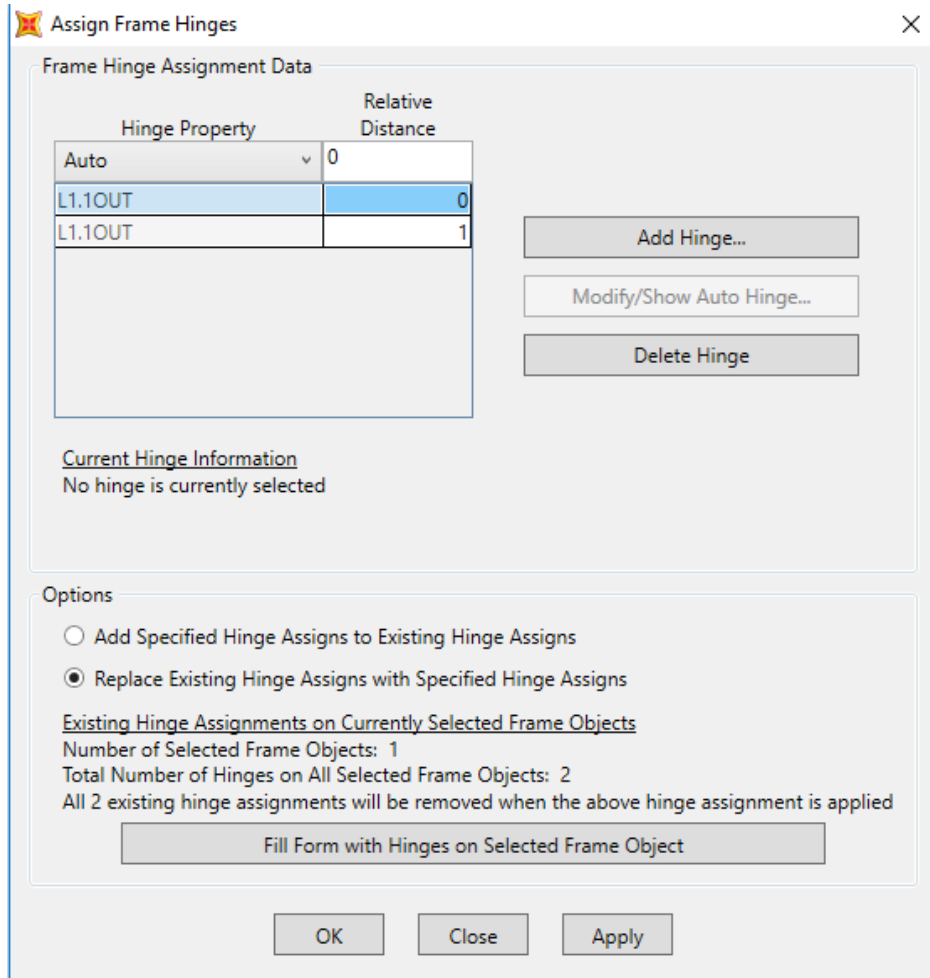 Assign Frame Hinges
Frame Hinge Assignment Data
Hinge Property
Relative
Distance
Auto 0
L1.1OUT 0
L1.1OUT 1
Add Hinge...
Modify/Show Auto Hinge...
Delete Hinge
Current Hinge Information
No hinge is currently selected
Options
Add Specified Hinge Assigns to Existing Hinge Assigns
Replace Existing Hinge Assigns with Specified Hinge Assigns
Existing Hinge Assignments on Currently Selected Frame Objects
Number of Selected Frame Objects: 1
Total Number of Hinges on All Selected Frame Objects: 2
All 2 existing hinge assignments will be removed when the above hinge assignment is applied
Fill Form with Hinges on Selected Frame Object
OK Close Apply